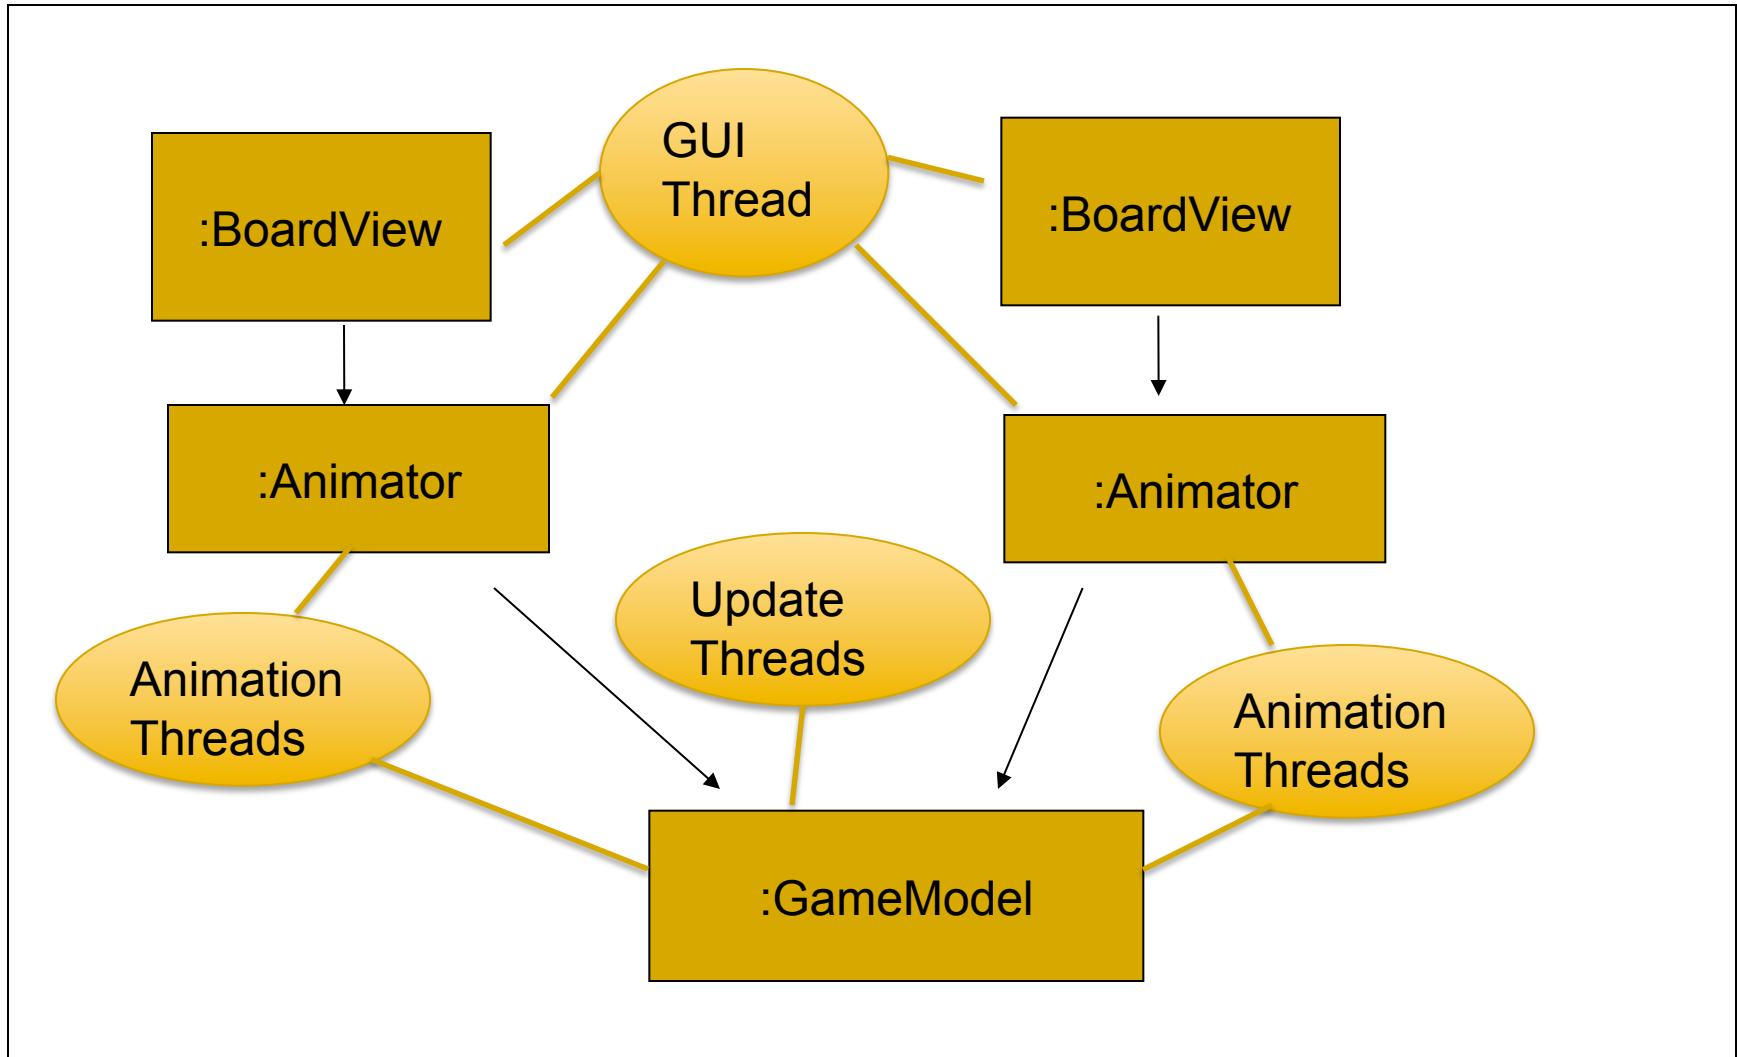 GUI
Thread
:BoardView
:BoardView
:Animator
:Animator
Update
Threads
Animation
Threads
Animation
Threads
:GameModel